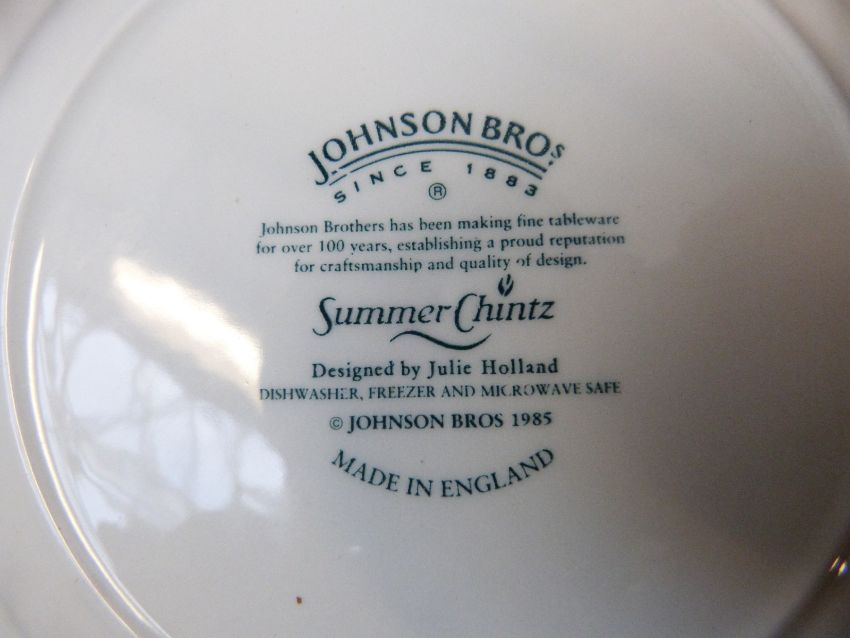 JOHNSON BROS
SINCE 1883
®
Johnson Brothers has been making fine tableware
for over 100 years, establishing a proud reputation
for craftsmanship and quality of design.
Summer Chintz
Designed by Julie Holland
DISHWASHER, FREEZER AND MICROWAVE SAFE
© JOHNSON BROS 1985
MADE IN ENGLAND